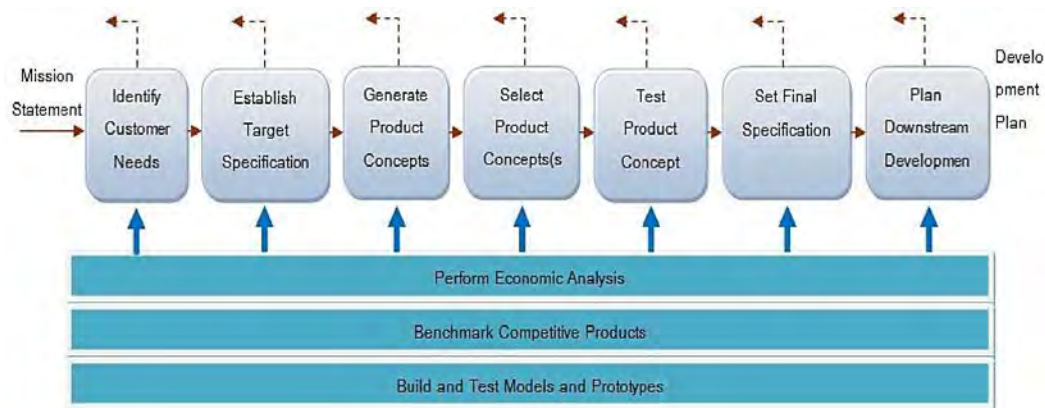 Mission
Statement
Identify
Customer
Needs
Establish
Target
Specification
Generate
Product
Concepts
Select
Product
Concepts(s
Test
Product
Concept
Set Final
Specification
Plan
Downstream
Developmen
Develo
pment
Plan
Perform Economic Analysis
Benchmark Competitive Products
Build and Test Models and Prototypes